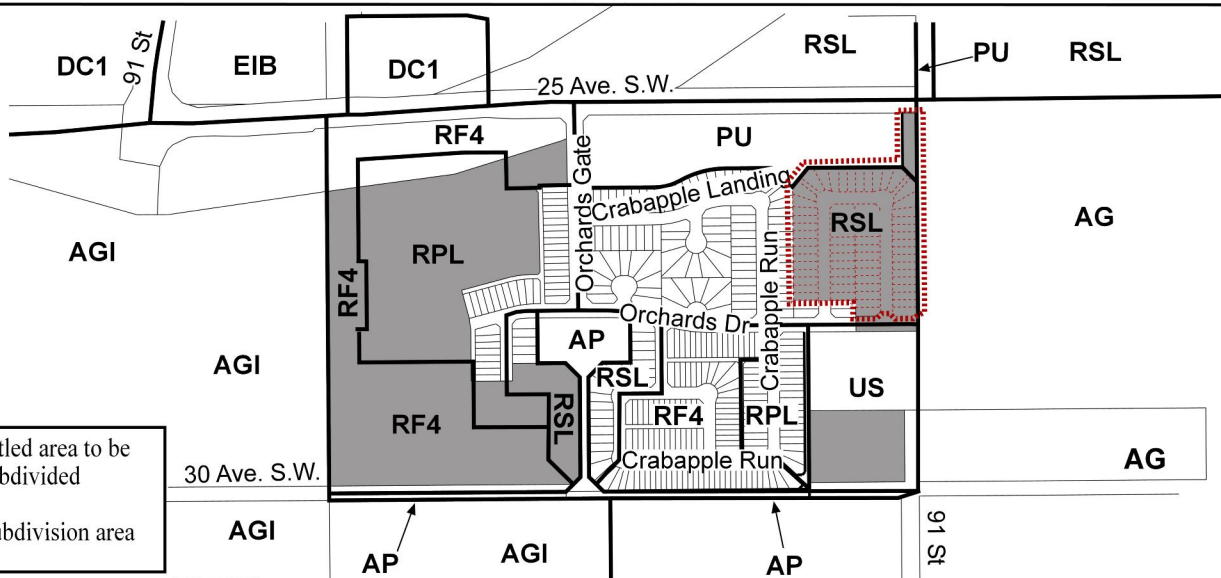 DC1
91 St
EIB
DC1
RSL
PU
RSL
25 Ave. S.W.
RF4
PU
Orchards Gate
Crabapple Landing
AGI
RPL
RSL
AG
RF4
Crabapple Run
Orchards Dr
AP
AGI
RSL
US
RF4
RSL
RF4
RPL
tled area to be
bdivided
30 Ave. S.W.
Crabapple Run
AG
bdivision area
AGI
AP
AGI
AP
91 St